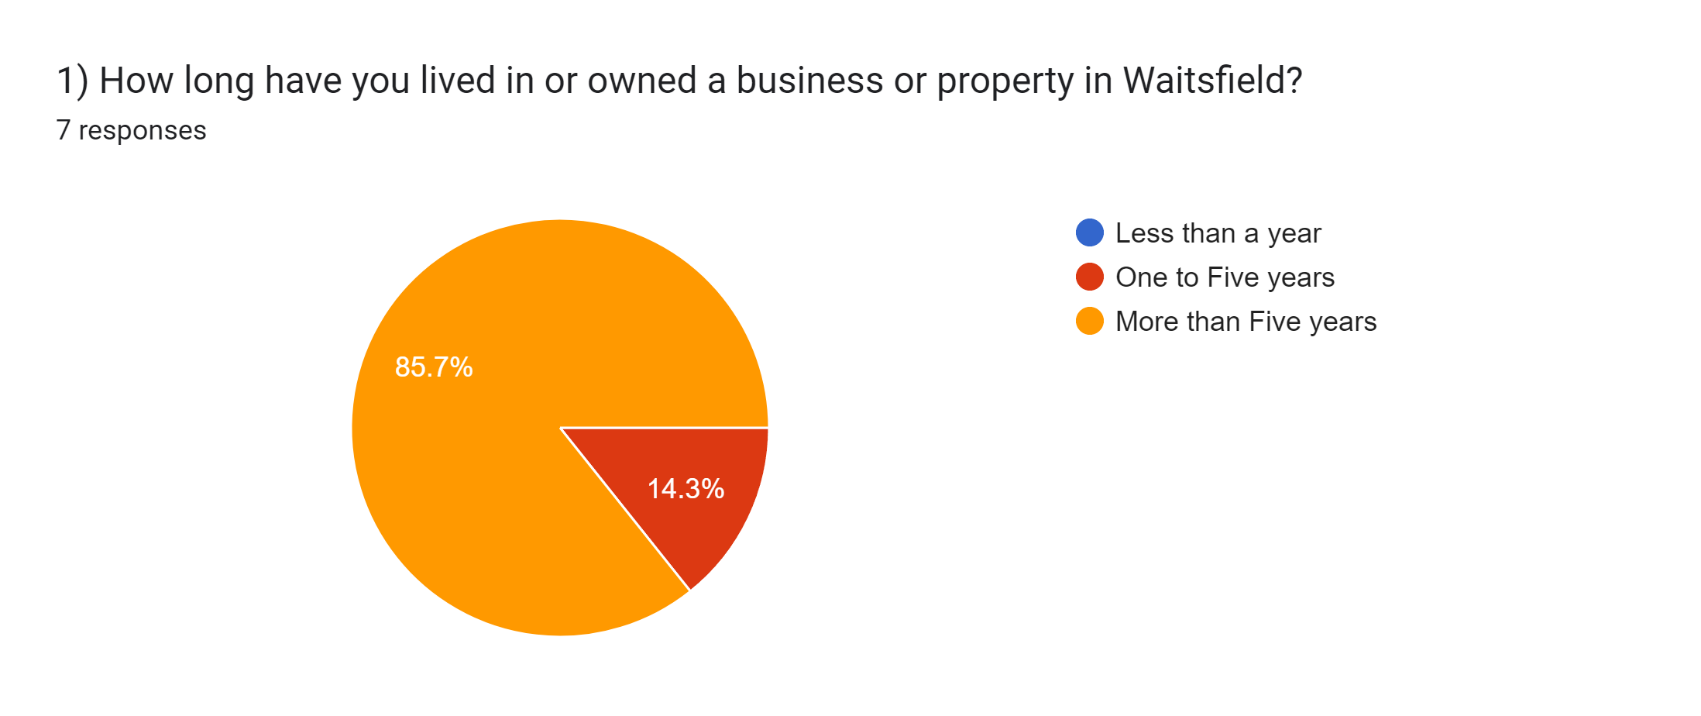 1) How long have you lived in or owned a business or property in Waitsfield?
7 responses
85.7%
14.3%
Less than a year
One to Five years
More than Five years